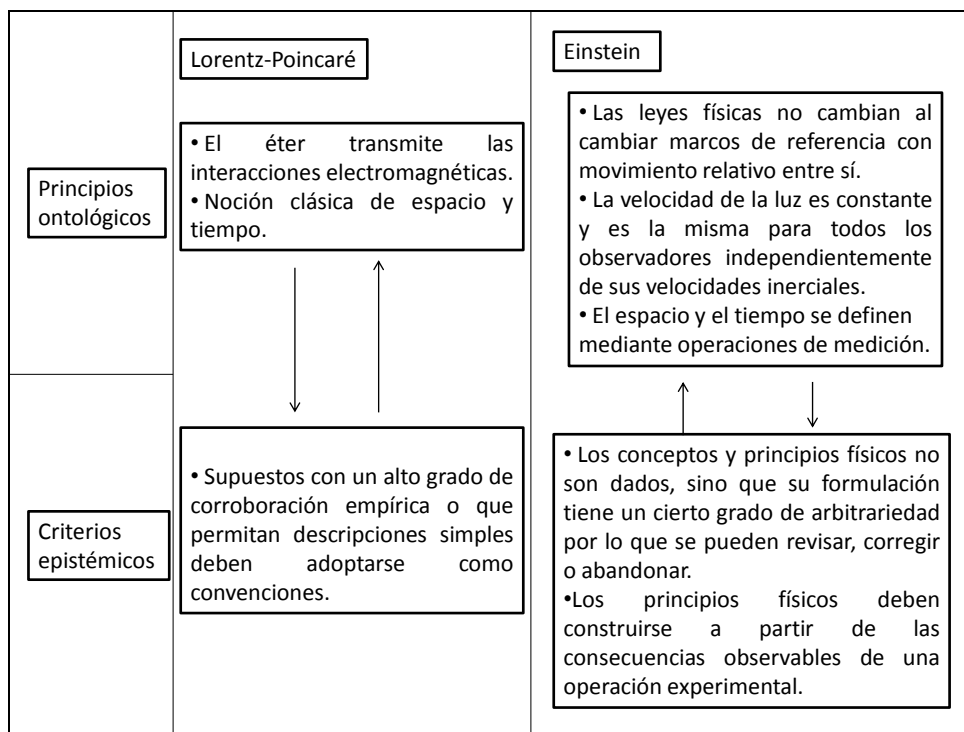 Lorentz-Poincaré
Einstein
Principios
ontológicos
• El éter transmite las
interacciones electromagnéticas.
• Noción clásica de espacio y
tiempo.
• Las leyes físicas no cambian al
cambiar marcos de referencia con
movimiento relativo entre sí.
• La velocidad de la luz es constante
y es la misma para todos los
observadores independientemente
de sus velocidades inerciales.
• El espacio y el tiempo se definen
mediante operaciones de medición.
Criterios
epistémicos
• Supuestos con un alto grado de
corroboración empírica o que
permitan descripciones simples
deben adoptarse como
convenciones.
• Los conceptos y principios físicos no
son dados, sino que su formulación
tiene un cierto grado de arbitrariedad
por lo que se pueden revisar, corregir
o abandonar.
•Los principios físicos deben
construirse a partir de las
consecuencias observables de una
operación experimental.